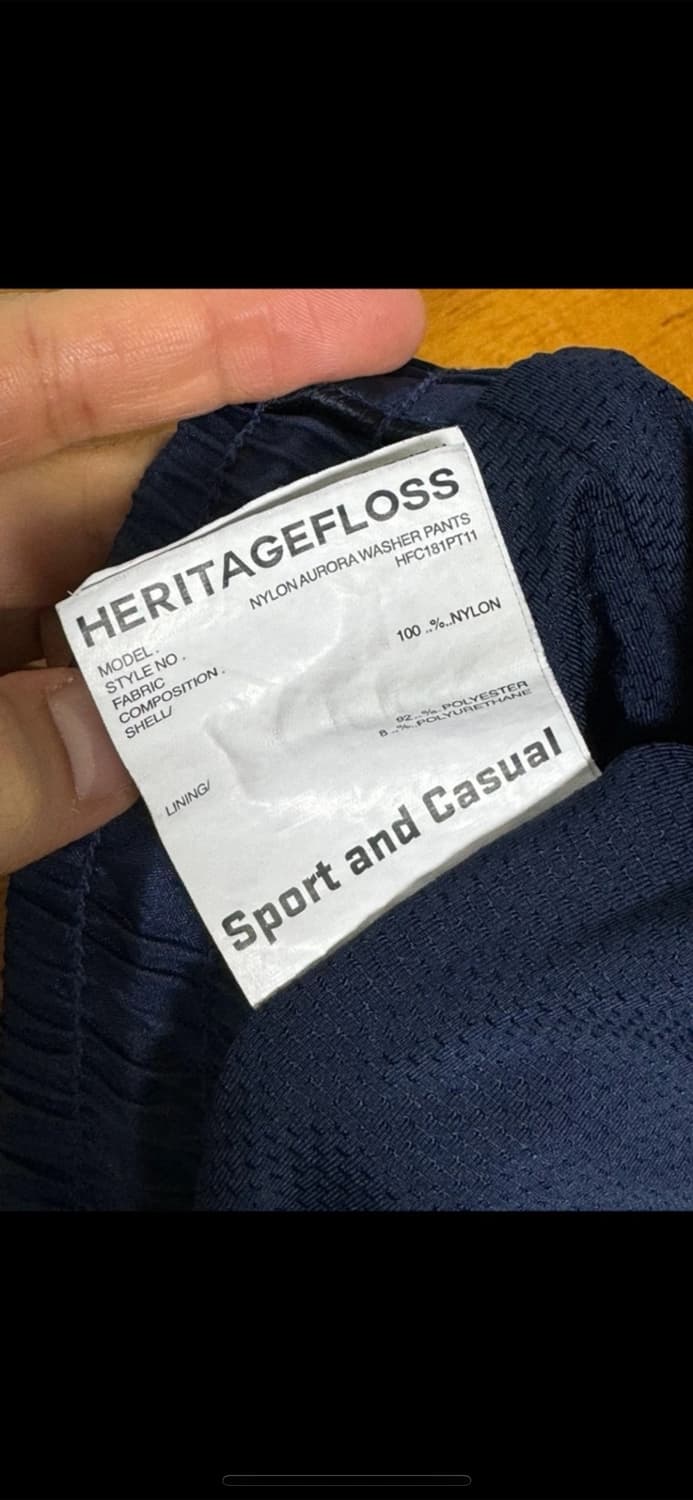 HERITAGEFLOSS
MODEL. NYLON AURORA WASHER PANTS
STYLE NO. HFC181PT11
FABRIC
COMPOSITION.
SHELL/ 100 ..%..NYLON
LINING/ 92 ..%..POLYESTER
8 ..%..POLYURETHANE
Sport and Casual